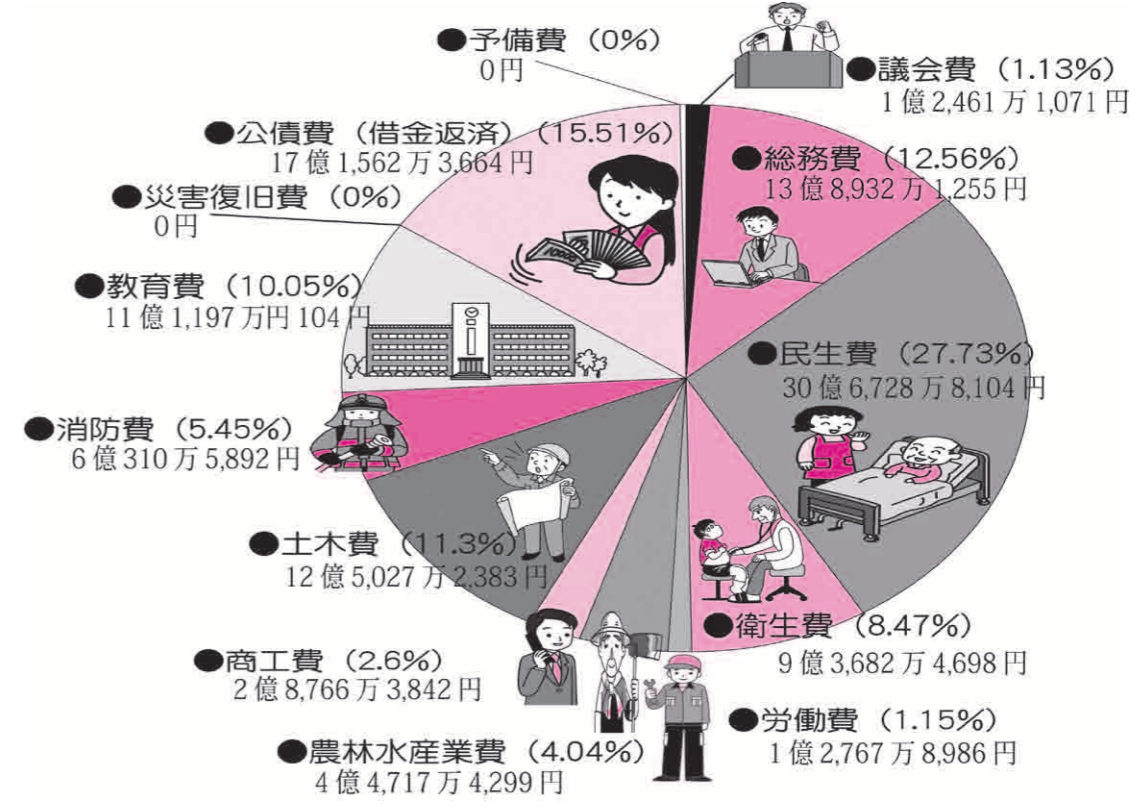 ●予備費（0%）
0円
●議会費（1.13%）
1億2,461万1,071円
●公債費（借金返済）（15.51%）
17億1,562万3,664円
●総務費（12.56%）
13億8,932万1,255円
●災害復旧費（0%）
0円
●教育費（10.05%）
11億1,197万円104円
●民生費（27.73%）
30億6,728万8,104円
●消防費（5.45%）
6億310万5,892円
●土木費（11.3%）
12億5,027万2,383円
●衛生費（8.47%）
9億3,682万4,698円
●商工費（2.6%）
2億8,766万3,842円
●労働費（1.15%）
1億2,767万8,986円
●農林水産業費（4.04%）
4億4,717万4,299円